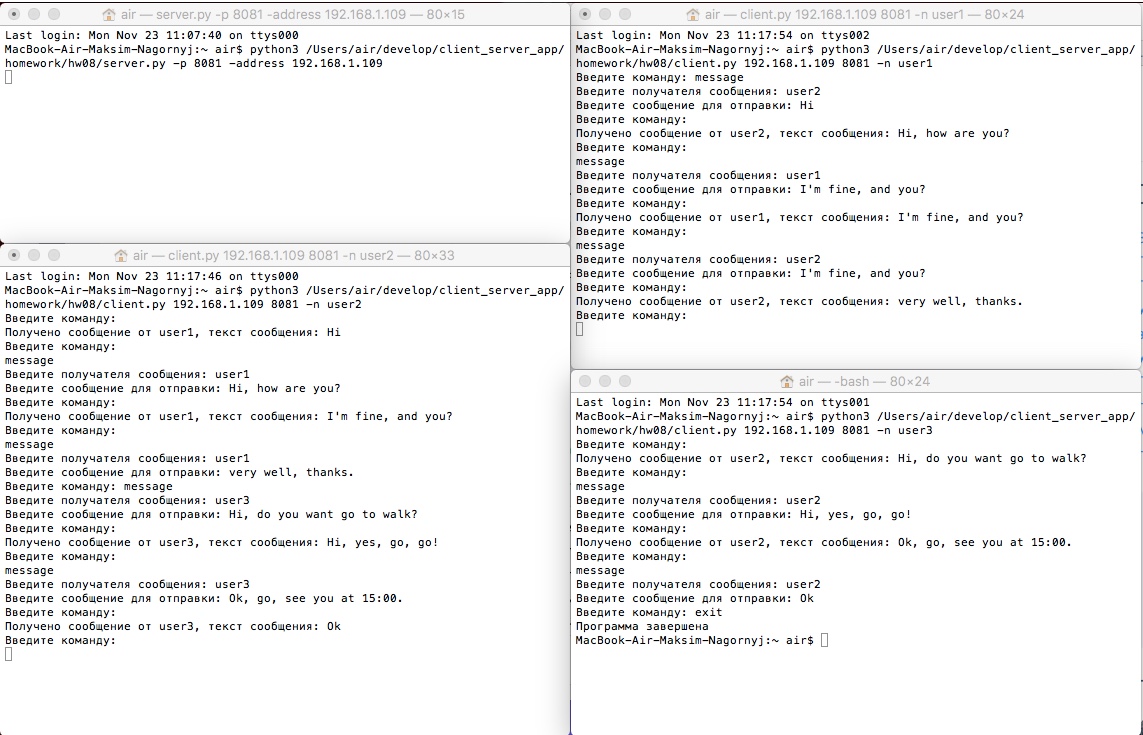 air — server.py -p 8081 -address 192.168.1.109 — 80×15
Last login: Mon Nov 23 11:07:40 on ttys000
MacBook-Air-Maksim-Nagornyj:~ air$ python3 /Users/air/develop/client_server_app/
homework/hw08/server.py -p 8081 -address 192.168.1.109
air — client.py 192.168.1.109 8081 -n user1 — 80×24
Last login: Mon Nov 23 11:17:54 on ttys002
MacBook-Air-Maksim-Nagornyj:~ air$ python3 /Users/air/develop/client_server_app/
homework/hw08/client.py 192.168.1.109 8081 -n user1
Введите команду: message
Введите получателя сообщения: user2
Введите сообщение для отправки: Hi
Введите команду:
Получено сообщение от user2, текст сообщения: Hi, how are you?
Введите команду:
message
Введите получателя сообщения: user1
Введите сообщение для отправки: I'm fine, and you?
Введите команду:
Получено сообщение от user1, текст сообщения: I'm fine, and you?
Введите команду:
message
Введите получателя сообщения: user2
Введите сообщение для отправки: I'm fine, and you?
Введите команду:
Получено сообщение от user2, текст сообщения: very well, thanks.
Введите команду:
air — client.py 192.168.1.109 8081 -n user2 — 80×33
Last login: Mon Nov 23 11:17:46 on ttys000
MacBook-Air-Maksim-Nagornyj:~ air$ python3 /Users/air/develop/client_server_app/
homework/hw08/client.py 192.168.1.109 8081 -n user2
Введите команду:
Получено сообщение от user1, текст сообщения: Hi
Введите команду:
message
Введите получателя сообщения: user1
Введите сообщение для отправки: Hi, how are you?
Введите команду:
Получено сообщение от user1, текст сообщения: I'm fine, and you?
Введите команду:
message
Введите получателя сообщения: user1
Введите сообщение для отправки: very well, thanks.
Введите команду: message
Введите получателя сообщения: user3
Введите сообщение для отправки: Hi, do you want go to walk?
Введите команду:
Получено сообщение от user3, текст сообщения: Hi, yes, go, go!
Введите команду:
message
Введите получателя сообщения: user3
Введите сообщение для отправки: Ok, go, see you at 15:00.
Введите команду:
Получено сообщение от user3, текст сообщения: Ok
Введите команду:
air — -bash — 80×24
Last login: Mon Nov 23 11:17:54 on ttys001
MacBook-Air-Maksim-Nagornyj:~ air$ python3 /Users/air/develop/client_server_app/
homework/hw08/client.py 192.168.1.109 8081 -n user3
Введите команду:
Получено сообщение от user2, текст сообщения: Hi, do you want go to walk?
Введите команду:
message
Введите получателя сообщения: user2
Введите сообщение для отправки: Hi, yes, go, go!
Введите команду:
Получено сообщение от user2, текст сообщения: Ok, go, see you at 15:00.
Введите команду:
message
Введите получателя сообщения: user2
Введите сообщение для отправки: Ok
Введите команду: exit
Программа завершена
MacBook-Air-Maksim-Nagornyj:~ air$